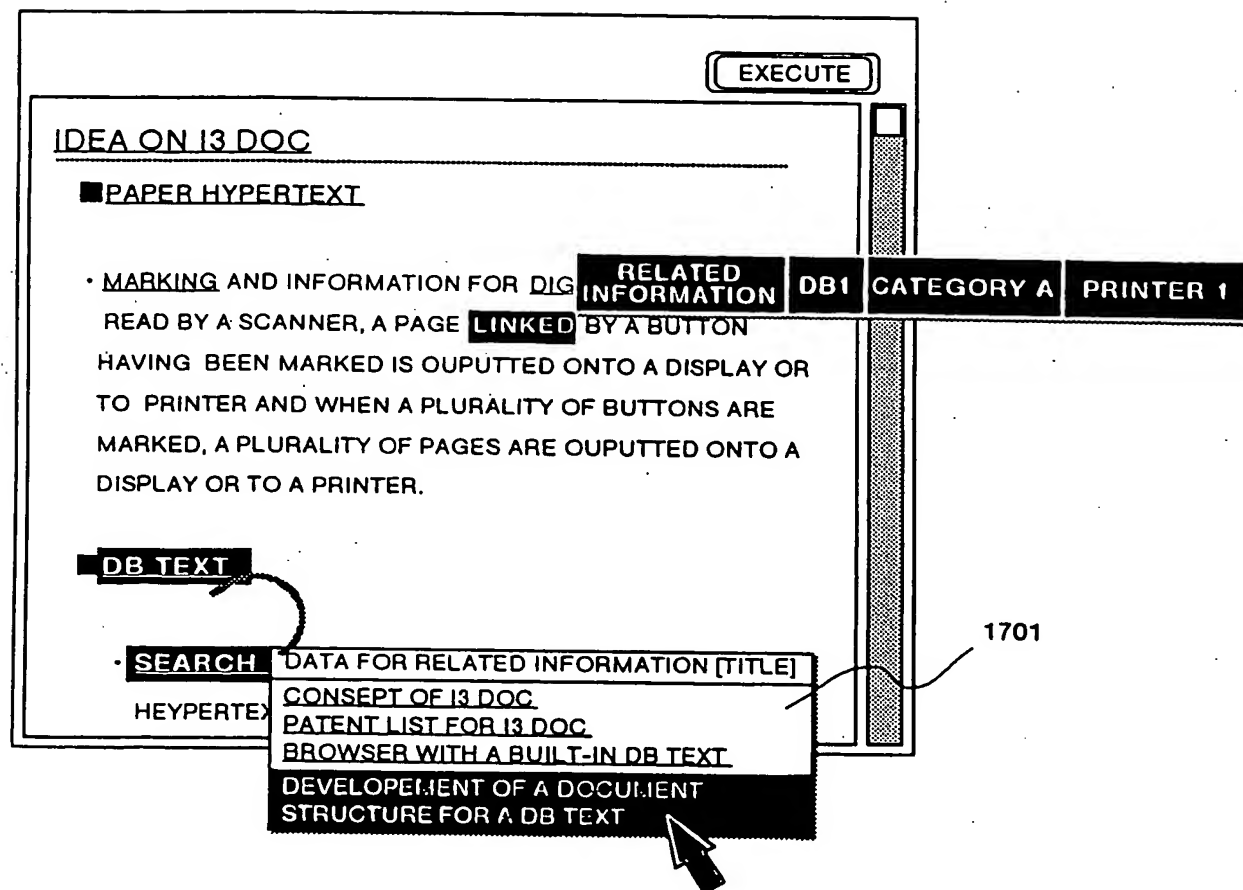 EXECUTE
IDEA ON I3 DOC
■PAPER HYPERTEXT
· MARKING AND INFORMATION FOR DIG
RELATED
INFORMATION DB1 CATEGORY A PRINTER 1
READ BY A SCANNER, A PAGE LINKED BY A BUTTON
HAVING BEEN MARKED IS OUPUTTED ONTO A DISPLAY OR
TO PRINTER AND WHEN A PLURALITY OF BUTTONS ARE
MARKED, A PLURALITY OF PAGES ARE OUPUTTED ONTO A
DISPLAY OR TO A PRINTER.
■DB TEXT
1701
· SEARCH DATA FOR RELATED INFORMATION [TITLE]
CONSEPT OF I3 DOC
HEYPERTEX
PATENT LIST FOR I3 DOC
BROWSER WITH A BUILT-IN DB TEXT
DEVELOPEMENT OF A DOCUMENT
STRUCTURE FOR A DB TEXT